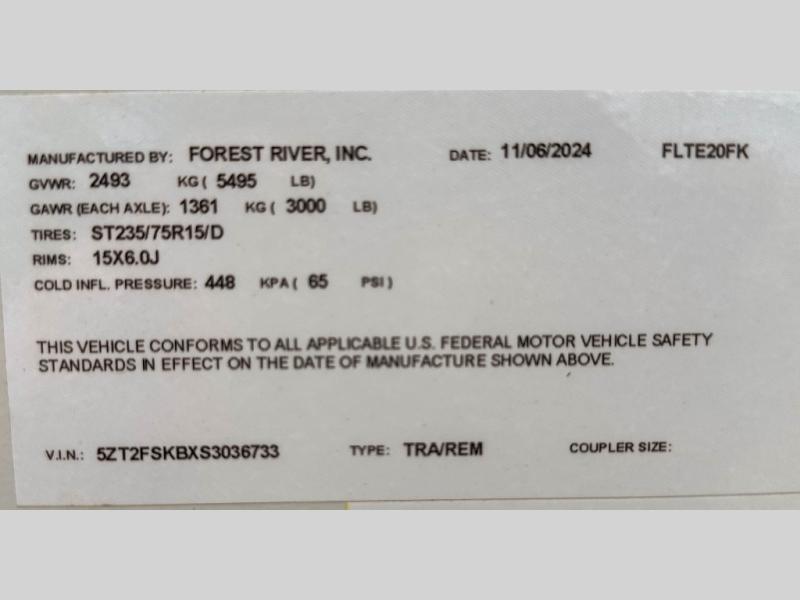 MANUFACTURED BY: FOREST RIVER, INC. DATE: 11/06/2024 FLTE20FK
GVWR: 2493 KG ( 5495 LB)
GAWR (EACH AXLE): 1361 KG ( 3000 LB)
TIRES: ST235/75R15/D
RIMS: 15X6.0J
COLD INFL. PRESSURE: 448 KPA ( 65 PSI )
THIS VEHICLE CONFORMS TO ALL APPLICABLE U.S. FEDERAL MOTOR VEHICLE SAFETY
STANDARDS IN EFFECT ON THE DATE OF MANUFACTURE SHOWN ABOVE.
V.I.N.: 5ZT2FSKBXS3036733 TYPE: TRA/REM COUPLER SIZE: